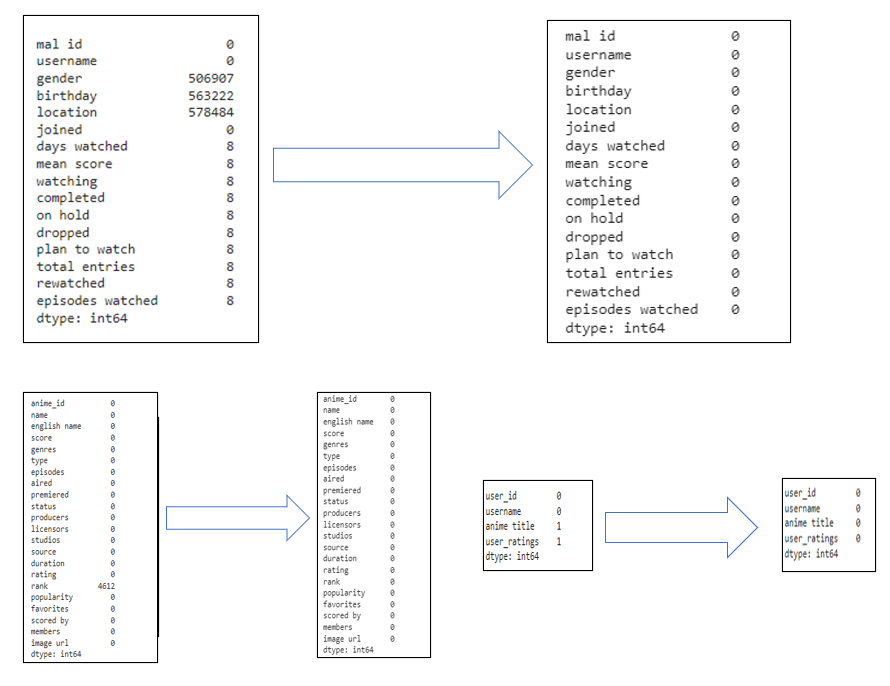 mal id 0
username 0
gender 506907
birthday 563222
location 578484
joined 0
days watched 8
mean score 8
watching 8
completed 8
on hold 8
dropped 8
plan to watch 8
total entries 8
rewatched 8
episodes watched 8
dtype: int64
mal id 0
username 0
gender 0
birthday 0
location 0
joined 0
days watched 0
mean score 0
watching 0
completed 0
on hold 0
dropped 0
plan to watch 0
total entries 0
rewatched 0
episodes watched 0
dtype: int64
anime_id 0
name 0
english name 0
score 0
genres 0
type 0
episodes 0
aired 0
premiered 0
status 0
producers 0
licensors 0
studios 0
source 0
duration 0
rating 0
rank 4612
popularity 0
favorites 0
scored by 0
members 0
image url 0
dtype: int64
anime_id 0
name 0
english name 0
score 0
genres 0
type 0
episodes 0
aired 0
premiered 0
status 0
producers 0
licensors 0
studios 0
source 0
duration 0
rating 0
rank 0
popularity 0
favorites 0
scored by 0
members 0
image url 0
dtype: int64
user_id 0
username 0
anime title 1
user_ratings 1
dtype: int64
user_id 0
username 0
anime title 0
user_ratings 0
dtype: int64